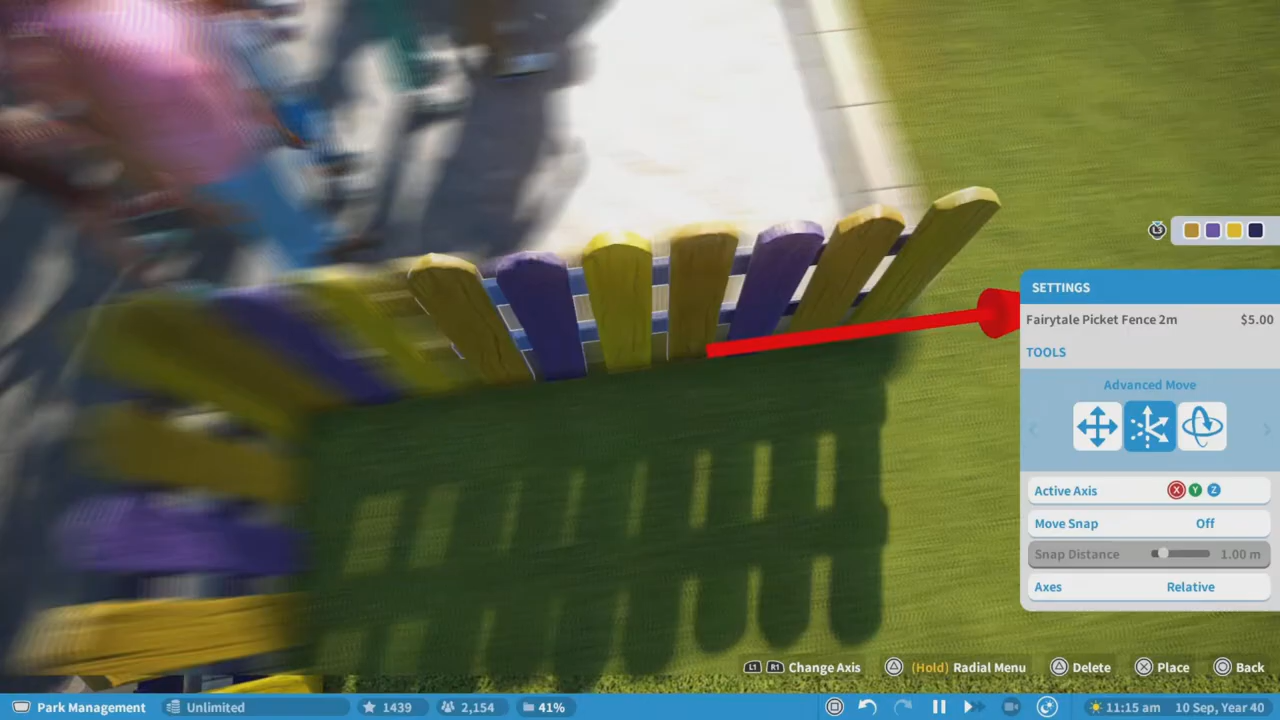 L3
SETTINGS
Fairytale Picket Fence 2m $5.00
TOOLS
Advanced Move
Active Axis X Y Z
Move Snap Off
Snap Distance 1.00 m
Axes Relative
L1 R1 Change Axis (Hold) Radial Menu Delete Place Back
Park Management Unlimited 1439 2,154 41% 11:15 am 10 Sep, Year 40